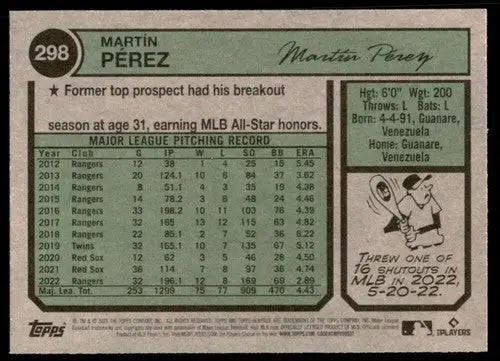 298
MARTÍN
PÉREZ
Martín Pérez
★ Former top prospect had his breakout
season at age 31, earning MLB All-Star honors.
MAJOR LEAGUE PITCHING RECORD
Year Club G IP W L SO BB ERA
2012 Rangers 12 38 1 4 25 15 5.45
2013 Rangers 20 124.1 10 6 84 37 3.62
2014 Rangers 8 51.1 4 3 35 19 4.38
2015 Rangers 14 78.2 3 6 48 24 4.46
2016 Rangers 33 198.2 10 11 103 76 4.39
2017 Rangers 32 185 13 12 115 63 4.82
2018 Rangers 22 85.1 2 7 52 36 6.22
2019 Twins 32 165.1 10 7 135 67 5.12
2020 Red Sox 12 62 3 5 46 28 4.50
2021 Red Sox 36 114 7 8 97 36 4.74
2022 Rangers 32 12 8 69 2.89
Maj. Lea. Tot. 253 1299 75 77 909 470 4.43
Hgt: 6'0" Wgt: 200
Throws: L Bats: L
Born: 4-4-91, Guanare,
Venezuela
Home: Guanare,
Venezuela
THREW ONE OF
16 SHUTOUTS IN
MLB IN 2022,
5-20-22.
Topps
PLAYERS